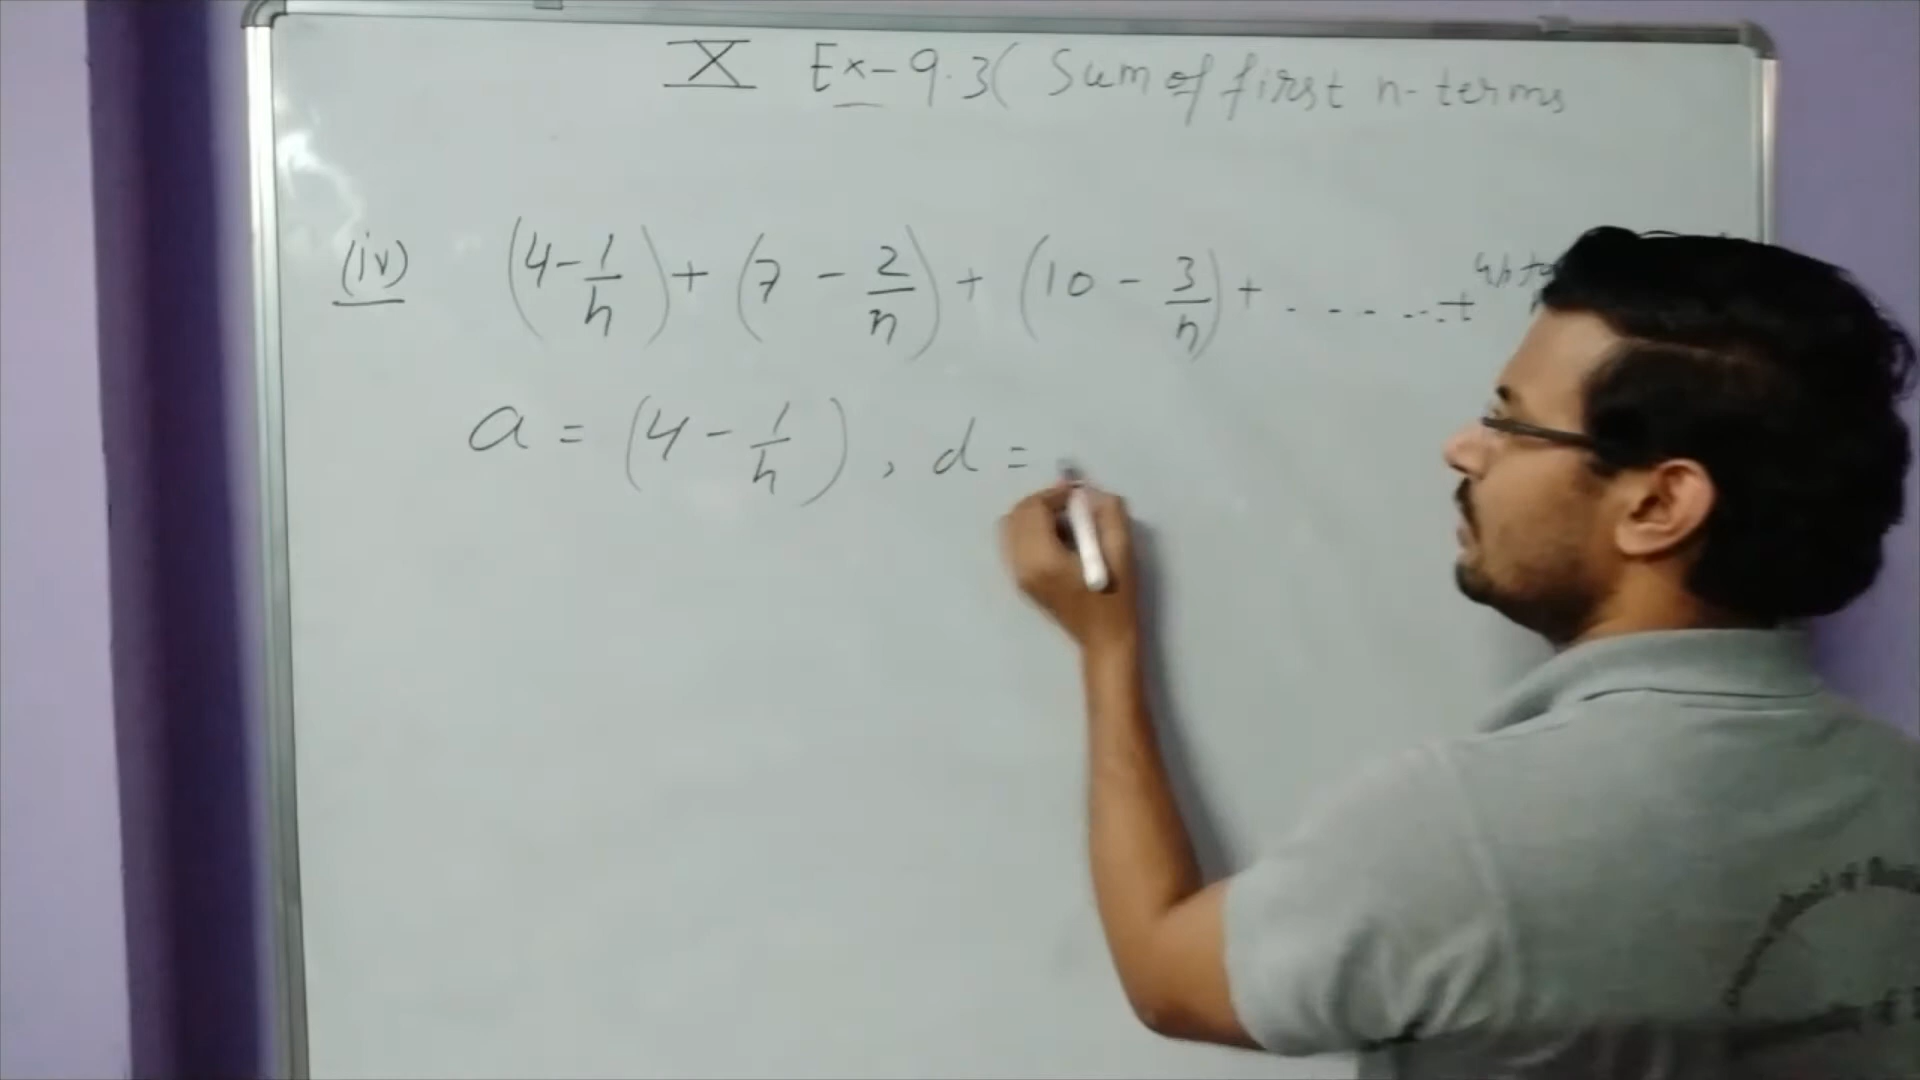 X Ex-9.3( Sum of first n-terms
(iv) (4-1/n)+(7-2/n)+(10-3/n)+.......+
a=(4-1/n), d=